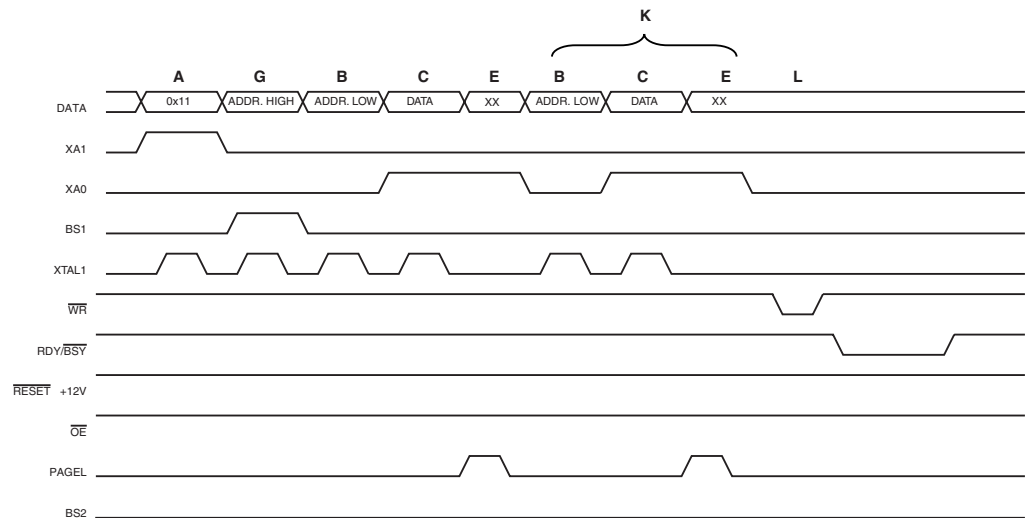 K
A G B C E B C E L
DATA 0x11 ADDR. HIGH ADDR. LOW DATA XX ADDR. LOW DATA XX
XA1
XA0
BS1
XTAL1
WR
RDY/BSY
RESET +12V
OE
PAGEL
BS2